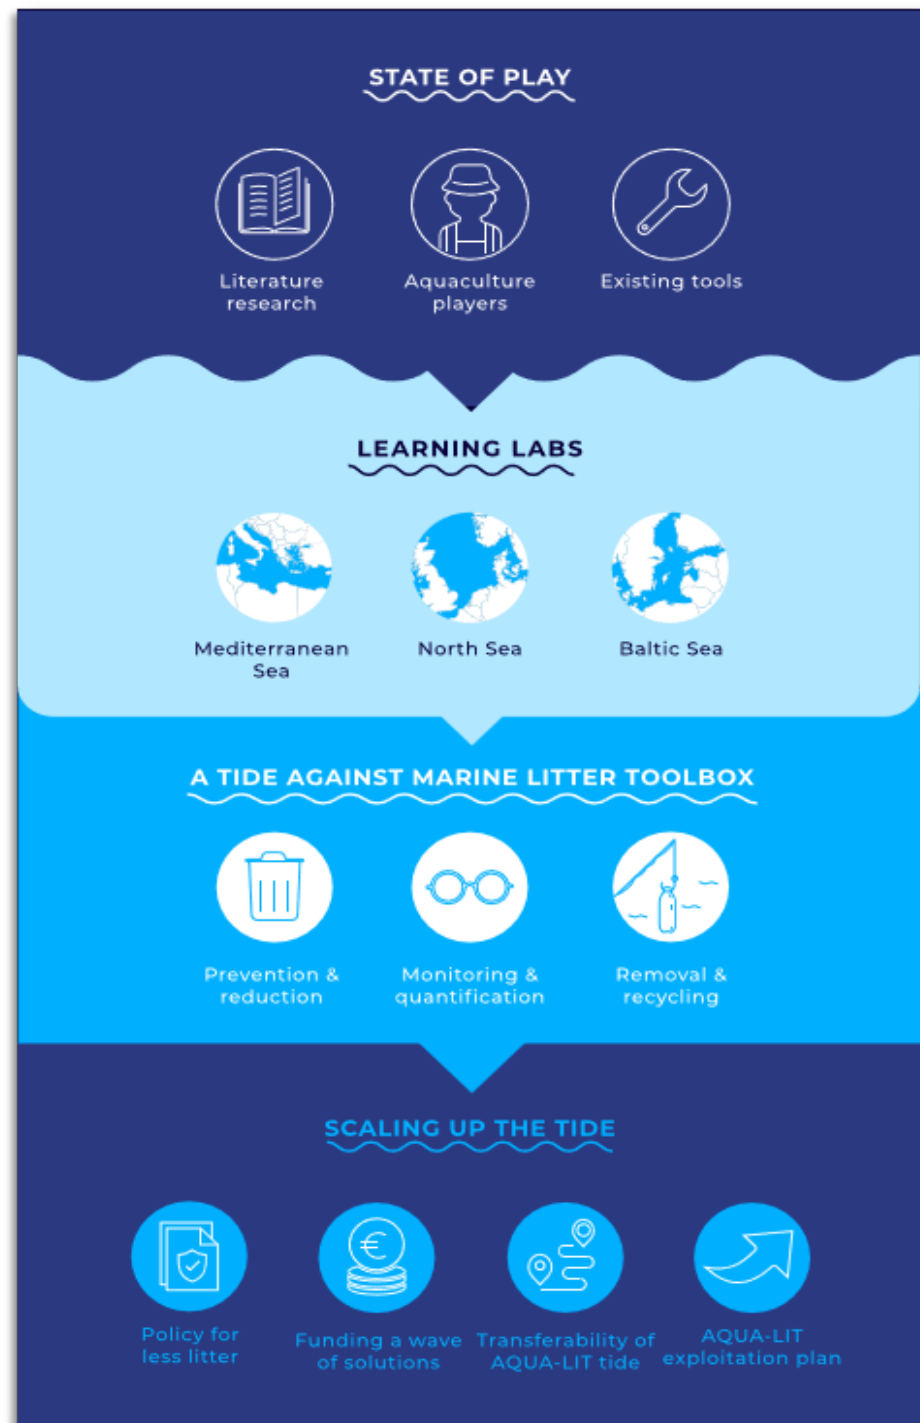 STATE OF PLAY
Literature
research
Aquaculture
players
Existing tools
LEARNING LABS
Mediterranean
Sea
North Sea
Baltic Sea
A TIDE AGAINST MARINE LITTER TOOLBOX
Prevention &
reduction
Monitoring &
quantification
Removal &
recycling
SCALING UP THE TIDE
€
Policy for
less litter
Funding a wave
of solutions
Transferability of
AQUA-LIT tide
AQUA-LIT
exploitation plan